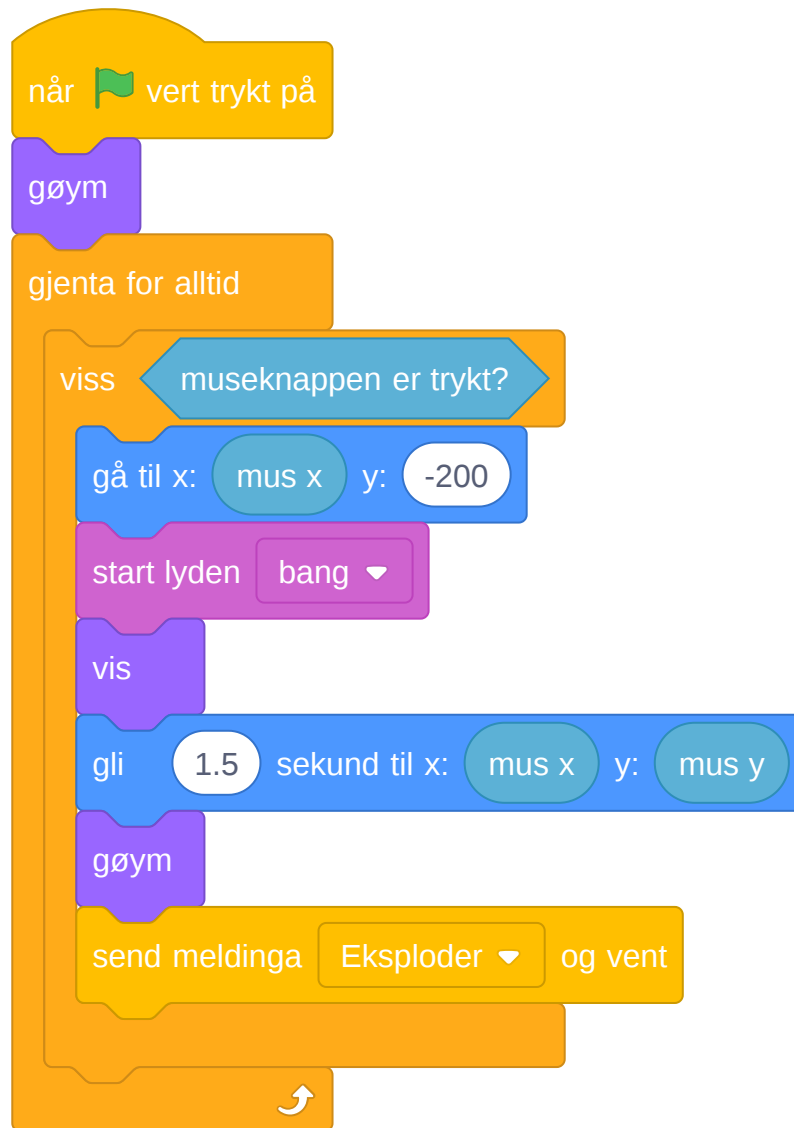 når vert trykt på
gøym
gjenta for alltid
viss museknappen er trykt?
gå til x: mus x y: -200
start lyden bang
vis
gli 1.5 sekund til x: mus x y: mus y
gøym
send meldinga Eksploder og vent